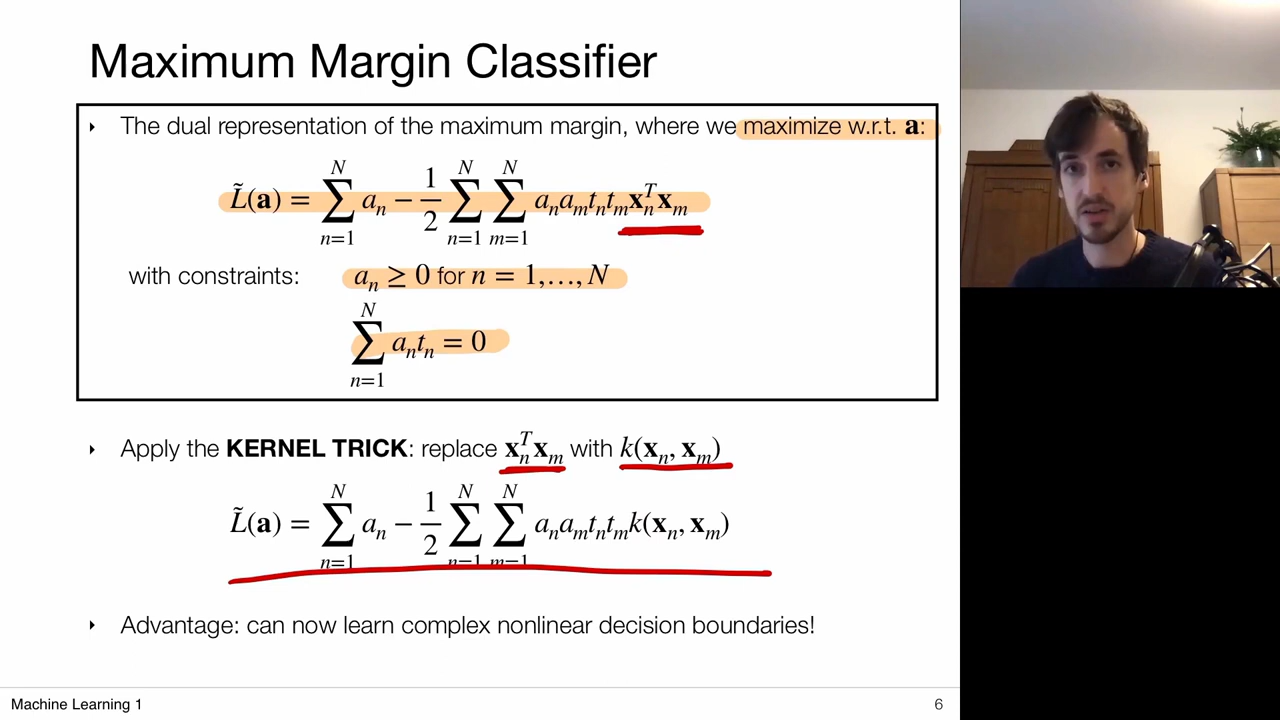 Maximum Margin Classifier
‣ The dual representation of the maximum margin, where we maximize w.r.t. a:
L̃(a) = ∑_{n=1}^{N} a_n − 1/2 ∑_{n=1}^{N} ∑_{m=1}^{N} a_n a_m t_n t_m x_n^T x_m
with constraints: a_n ≥ 0 for n = 1,…,N
∑_{n=1}^{N} a_n t_n = 0
‣ Apply the KERNEL TRICK: replace x_n^T x_m with k(x_n, x_m)
L̃(a) = ∑_{n=1}^{N} a_n − 1/2 ∑_{n=1}^{N} ∑_{m=1}^{N} a_n a_m t_n t_m k(x_n, x_m)
‣ Advantage: can now learn complex nonlinear decision boundaries!
Machine Learning 1 6